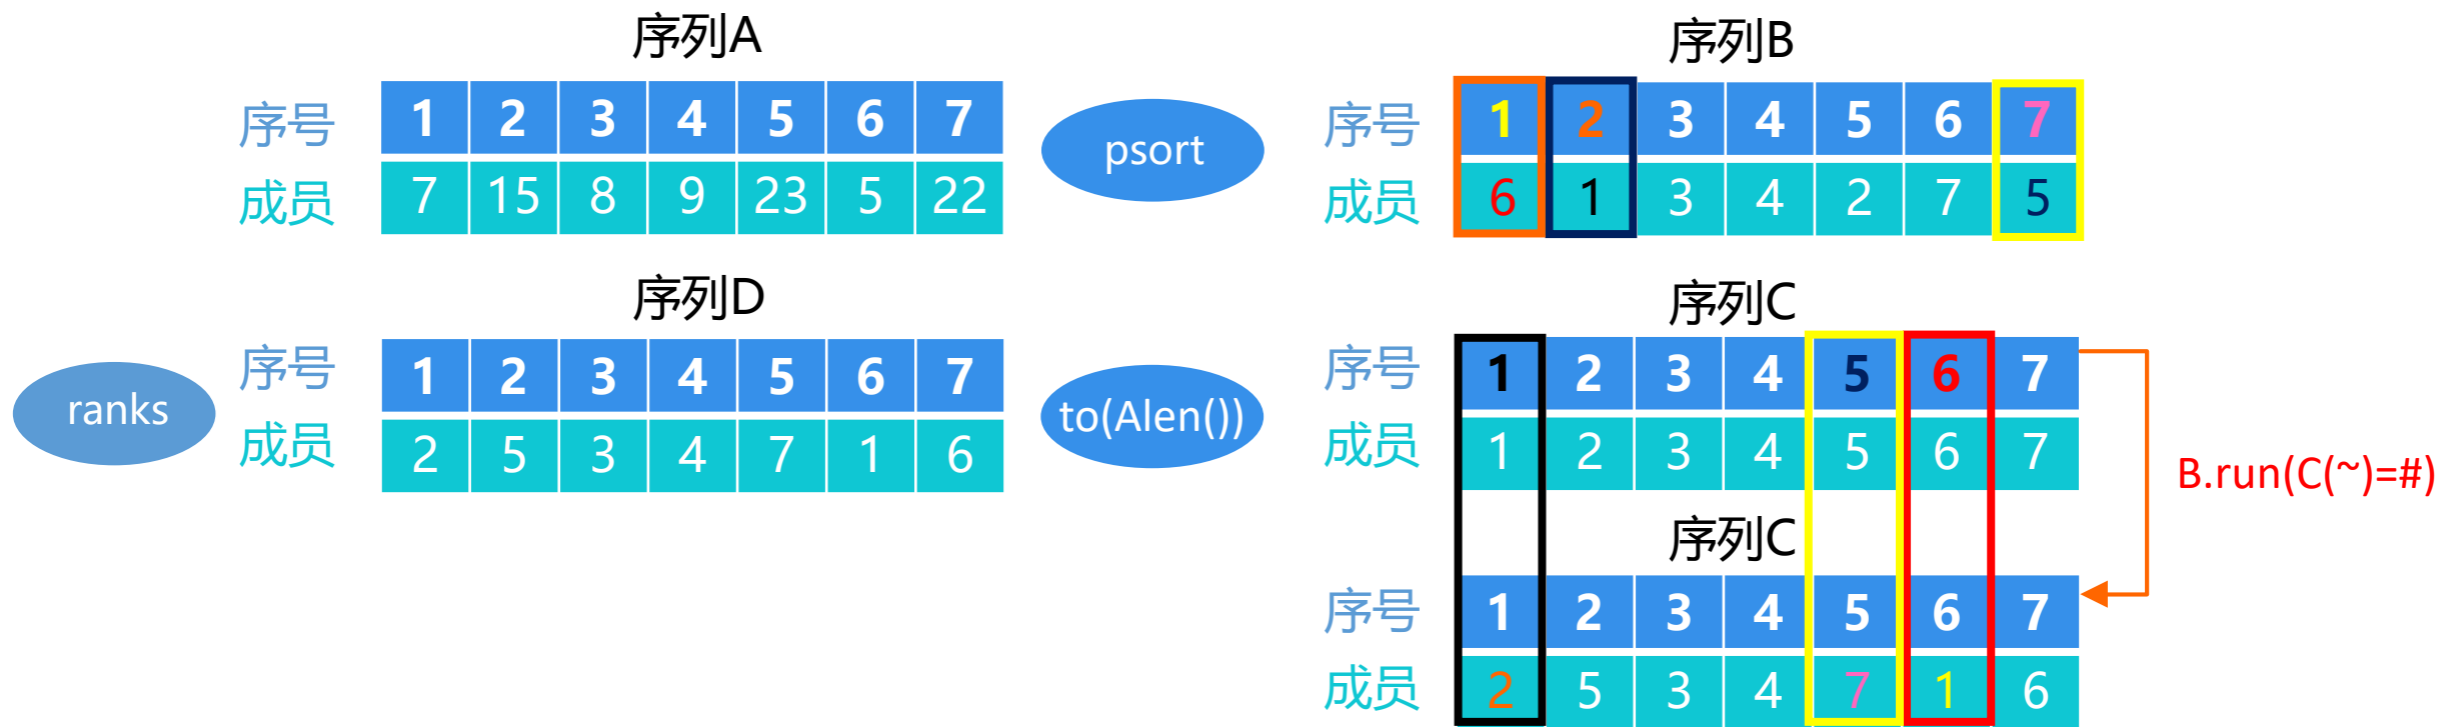 序列A
序号 1 2 3 4 5 6 7
成员 7 15 8 9 23 5 22
psort
序列B
序号 1 2 3 4 5 6 7
成员 6 1 3 4 2 7 5
ranks
序列D
序号 1 2 3 4 5 6 7
成员 2 5 3 4 7 1 6
to(Alen())
序列C
序号 1 2 3 4 5 6 7
成员 1 2 3 4 5 6 7
B.run(C(~)=#)
序列C
序号 1 2 3 4 5 6 7
成员 2 5 3 4 7 1 6